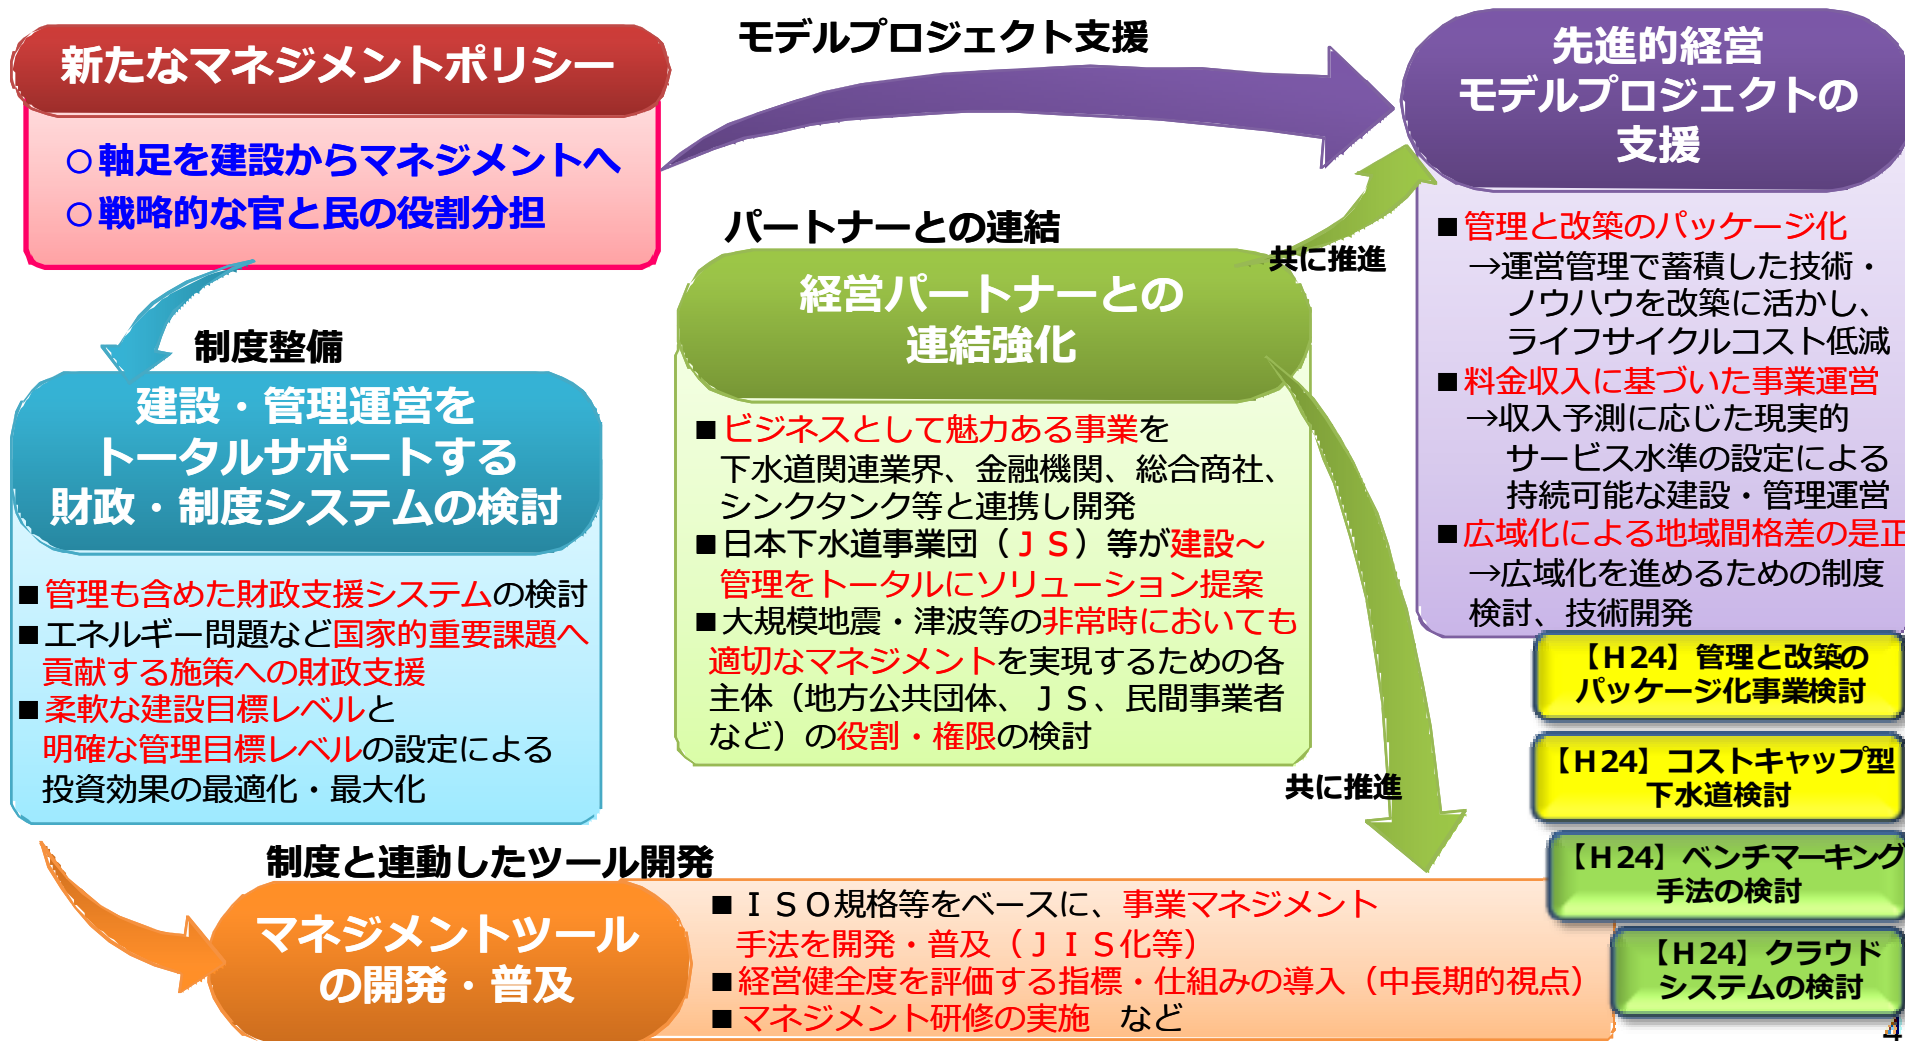 新たなマネジメントポリシー
○軸足を建設からマネジメントへ
○戦略的な官と民の役割分担
モデルプロジェクト支援
先進的経営
モデルプロジェクトの
支援
■管理と改築のパッケージ化
→運営管理で蓄積した技術・
ノウハウを改築に活かし、
ライフサイクルコスト低減
■料金収入に基づいた事業運営
→収入予測に応じた現実的
サービス水準の設定による
持続可能な建設・管理運営
■広域化による地域間格差の是正
→広域化を進めるための制度
検討、技術開発
パートナーとの連結
共に推進
経営パートナーとの
連結強化
■ビジネスとして魅力ある事業を
下水道関連業界、金融機関、総合商社、
シンクタンク等と連携し開発
■日本下水道事業団（ＪＳ）等が建設～
管理をトータルにソリューション提案
■大規模地震・津波等の非常時においても
適切なマネジメントを実現するための各
主体（地方公共団体、ＪＳ、民間事業者
など）の役割・権限の検討
共に推進
制度整備
建設・管理運営を
トータルサポートする
財政・制度システムの検討
■管理も含めた財政支援システムの検討
■エネルギー問題など国家的重要課題へ
貢献する施策への財政支援
■柔軟な建設目標レベルと
明確な管理目標レベルの設定による
投資効果の最適化・最大化
制度と連動したツール開発
マネジメントツール
の開発・普及
■ＩＳＯ規格等をベースに、事業マネジメント
手法を開発・普及（ＪＩＳ化等）
■経営健全度を評価する指標・仕組みの導入（中長期的視点）
■マネジメント研修の実施　など
【H24】管理と改築の
パッケージ化事業検討
【H24】コストキャップ型
下水道検討
【H24】ベンチマーキング
手法の検討
【H24】クラウド
システムの検討
4